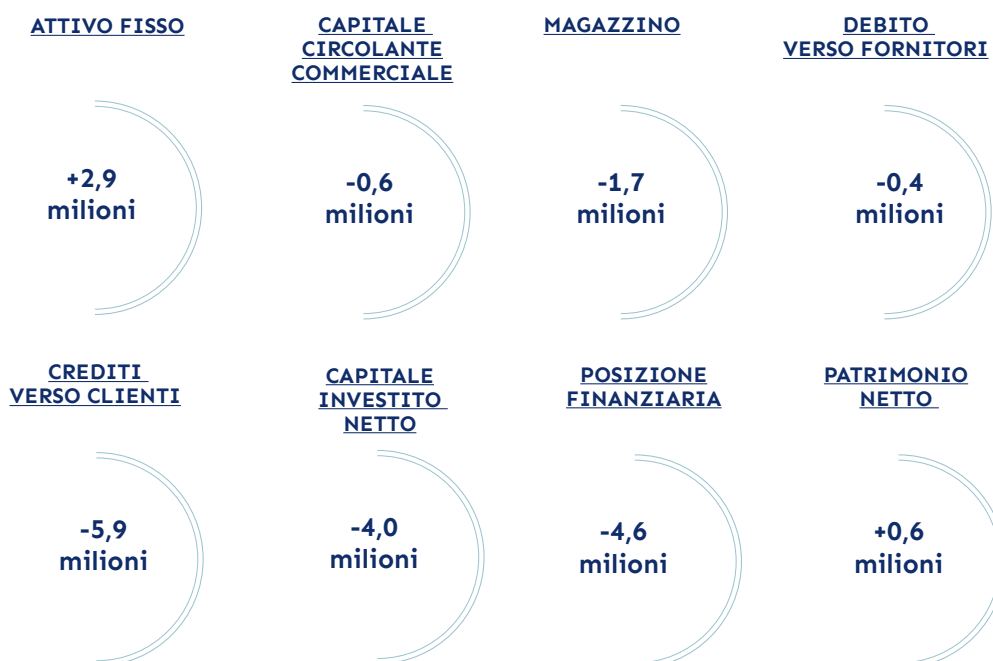 ATTIVO FISSO
+2,9
milioni
CAPITALE
CIRCOLANTE
COMMERCIALE
-0,6
milioni
MAGAZZINO
-1,7
milioni
DEBITO
VERSO FORNITORI
-0,4
milioni
CREDITI
VERSO CLIENTI
-5,9
milioni
CAPITALE
INVESTITO
NETTO
-4,0
milioni
POSIZIONE
FINANZIARIA
-4,6
milioni
PATRIMONIO
NETTO
+0,6
milioni